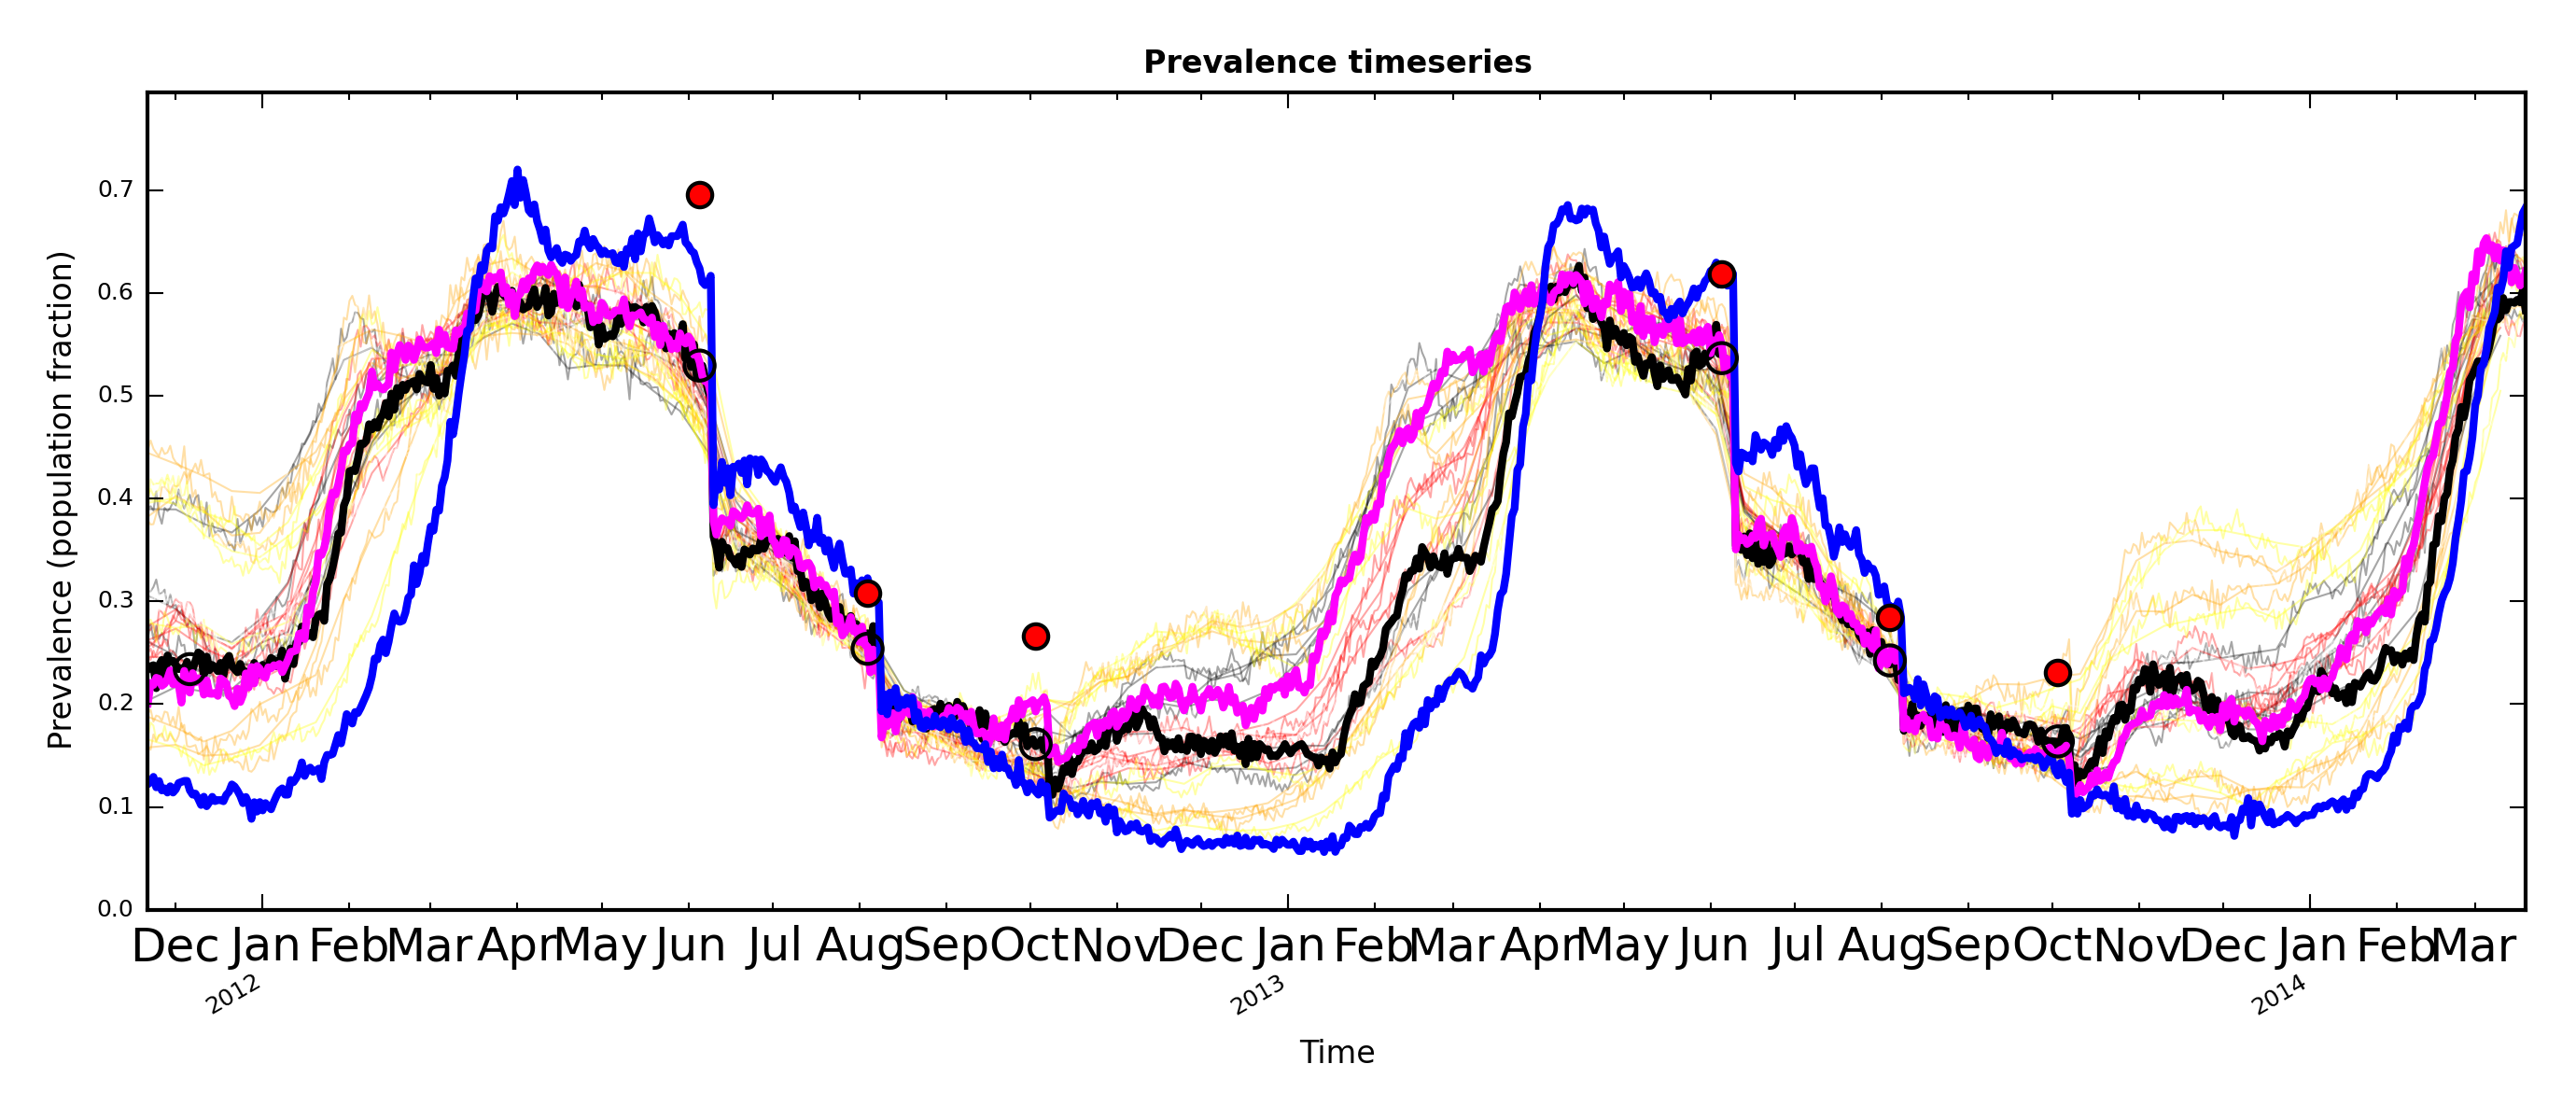 Prevalence timeseries
Prevalence (population fraction)
0.7
0.6
0.5
0.4
0.3
0.2
0.1
0.0
Dec Jan Feb Mar Apr May Jun Jul Aug Sep Oct Nov Dec Jan Feb Mar Apr May Jun Jul Aug Sep Oct Nov Dec Jan Feb Mar
2012 2013 2014
Time